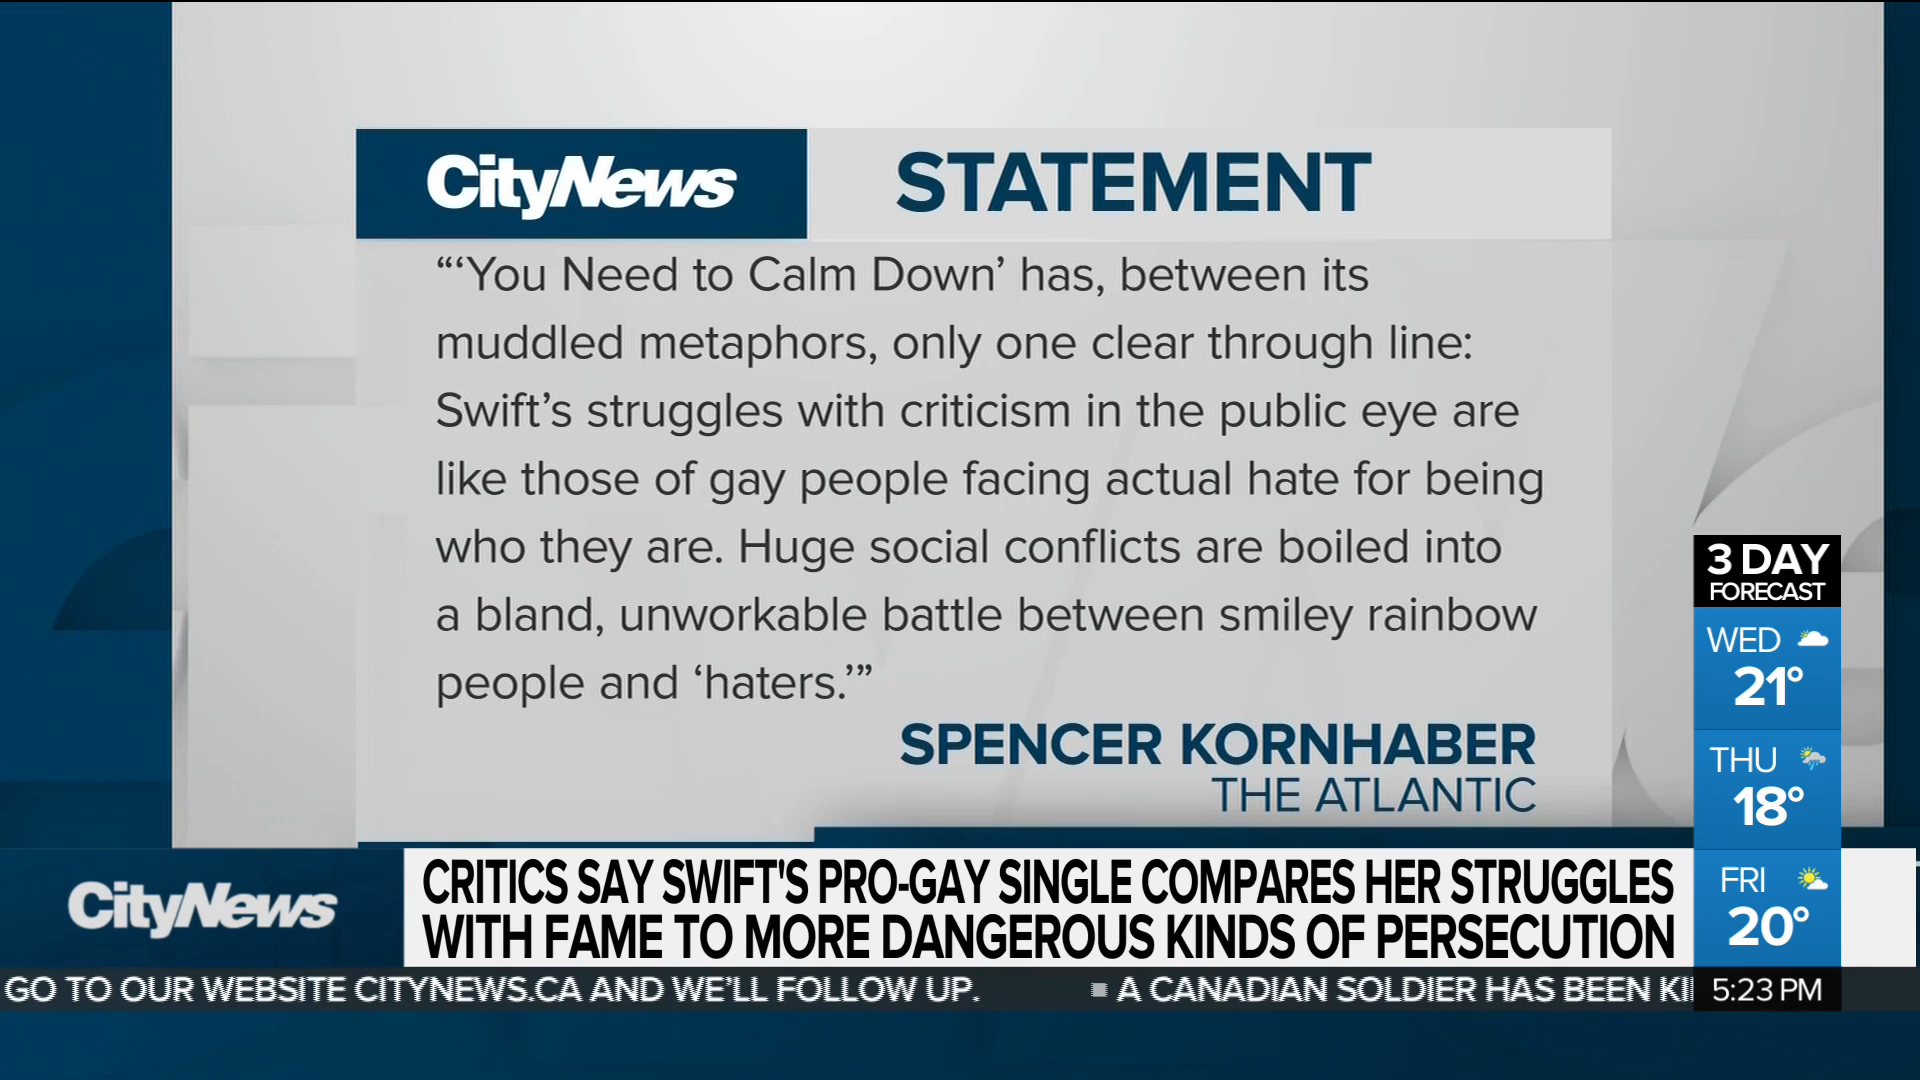 CityNews STATEMENT
“‘You Need to Calm Down’ has, between its
muddled metaphors, only one clear through line:
Swift’s struggles with criticism in the public eye are
like those of gay people facing actual hate for being
who they are. Huge social conflicts are boiled into
a bland, unworkable battle between smiley rainbow
people and ‘haters.’”
SPENCER KORNHABER
THE ATLANTIC
3 DAY
FORECAST
WED
21°
THU
18°
FRI
20°
CityNews
CRITICS SAY SWIFT'S PRO-GAY SINGLE COMPARES HER STRUGGLES
WITH FAME TO MORE DANGEROUS KINDS OF PERSECUTION
GO TO OUR WEBSITE CITYNEWS.CA AND WE’LL FOLLOW UP. A CANADIAN SOLDIER HAS BEEN
5:23 PM